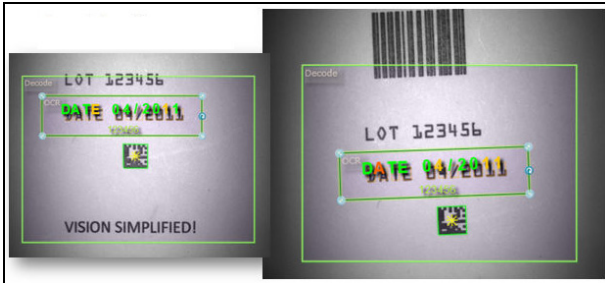 Decode
LOT 123456
OCR
DATE 04/2011
DATE 04/2011
123456
VISION SIMPLIFIED!
Decode
LOT 123456
OCR
DATE 04/2011
DATE 04/2011
123456